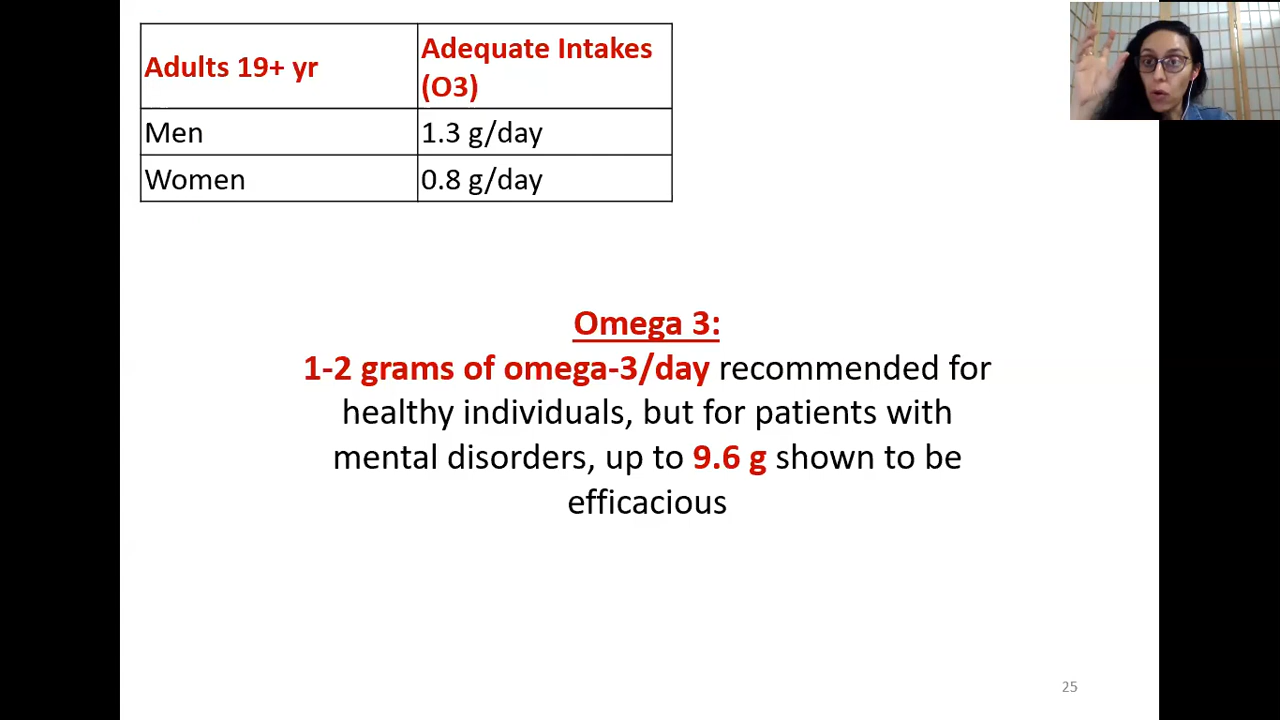 Adults 19+ yr
Adequate Intakes
(O3)
Men
1.3 g/day
Women
0.8 g/day
Omega 3:
1-2 grams of omega-3/day recommended for
healthy individuals, but for patients with
mental disorders, up to 9.6 g shown to be
efficacious
25